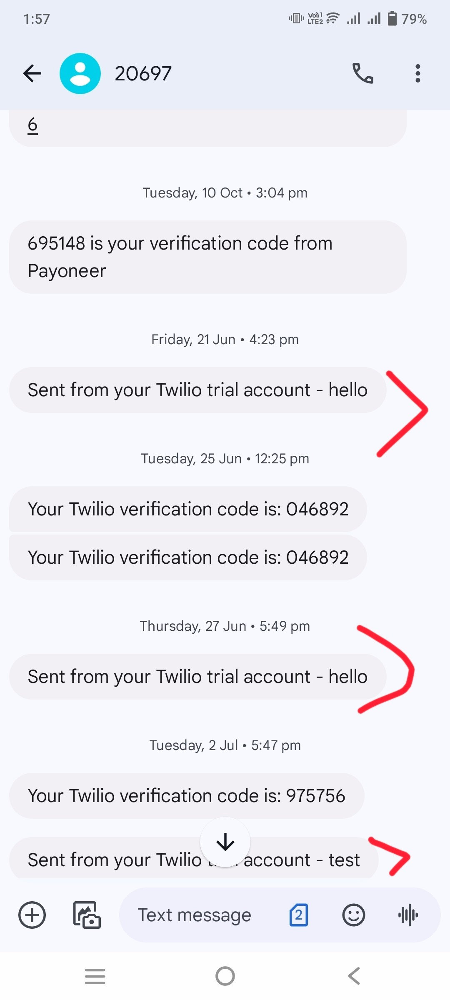 1:57
Vo)) 1
LTE2
79%
20697
6
Tuesday, 10 Oct • 3:04 pm
695148 is your verification code from
Payoneer
Friday, 21 Jun • 4:23 pm
Sent from your Twilio trial account - hello
Tuesday, 25 Jun • 12:25 pm
Your Twilio verification code is: 046892
Your Twilio verification code is: 046892
Thursday, 27 Jun • 5:49 pm
Sent from your Twilio trial account - hello
Tuesday, 2 Jul • 5:47 pm
Your Twilio verification code is: 975756
Sent from your Twilio account - test
Text message
2